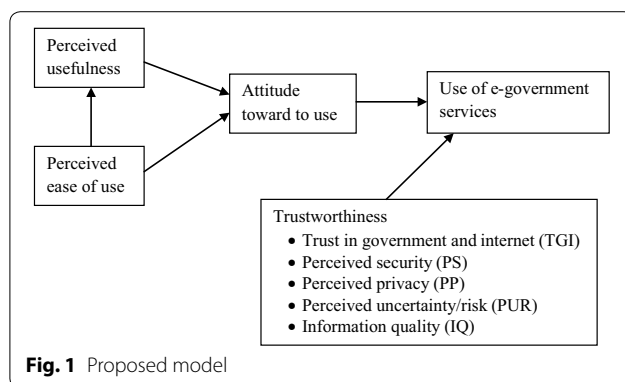 Perceived
usefulness
Attitude
toward to use
Use of e-government
services
Perceived
ease of use
Trustworthiness
• Trust in government and internet (TGI)
• Perceived security (PS)
• Perceived privacy (PP)
• Perceived uncertainty/risk (PUR)
• Information quality (IQ)
Fig. 1 Proposed model